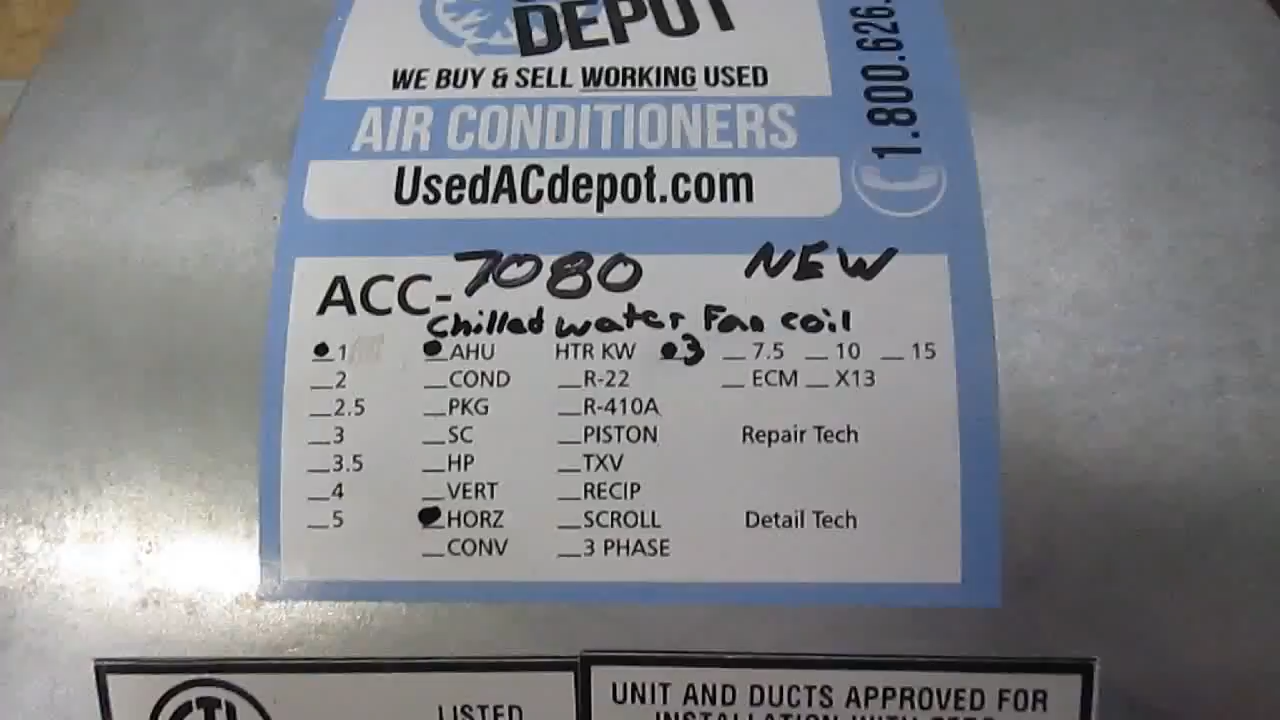 DEPOT
WE BUY & SELL WORKING USED
AIR CONDITIONERS
UsedACdepot.com
1.800.626.
ACC-7080 NEW
Chilled water Fan coil
1 AHU HTR KW 3 7.5 10 15
2 COND R-22 ECM X13
2.5 PKG R-410A
3 SC PISTON Repair Tech
3.5 HP TXV
4 VERT RECIP
5 HORZ SCROLL Detail Tech
CONV 3 PHASE
LISTED
UNIT AND DUCTS APPROVED FOR